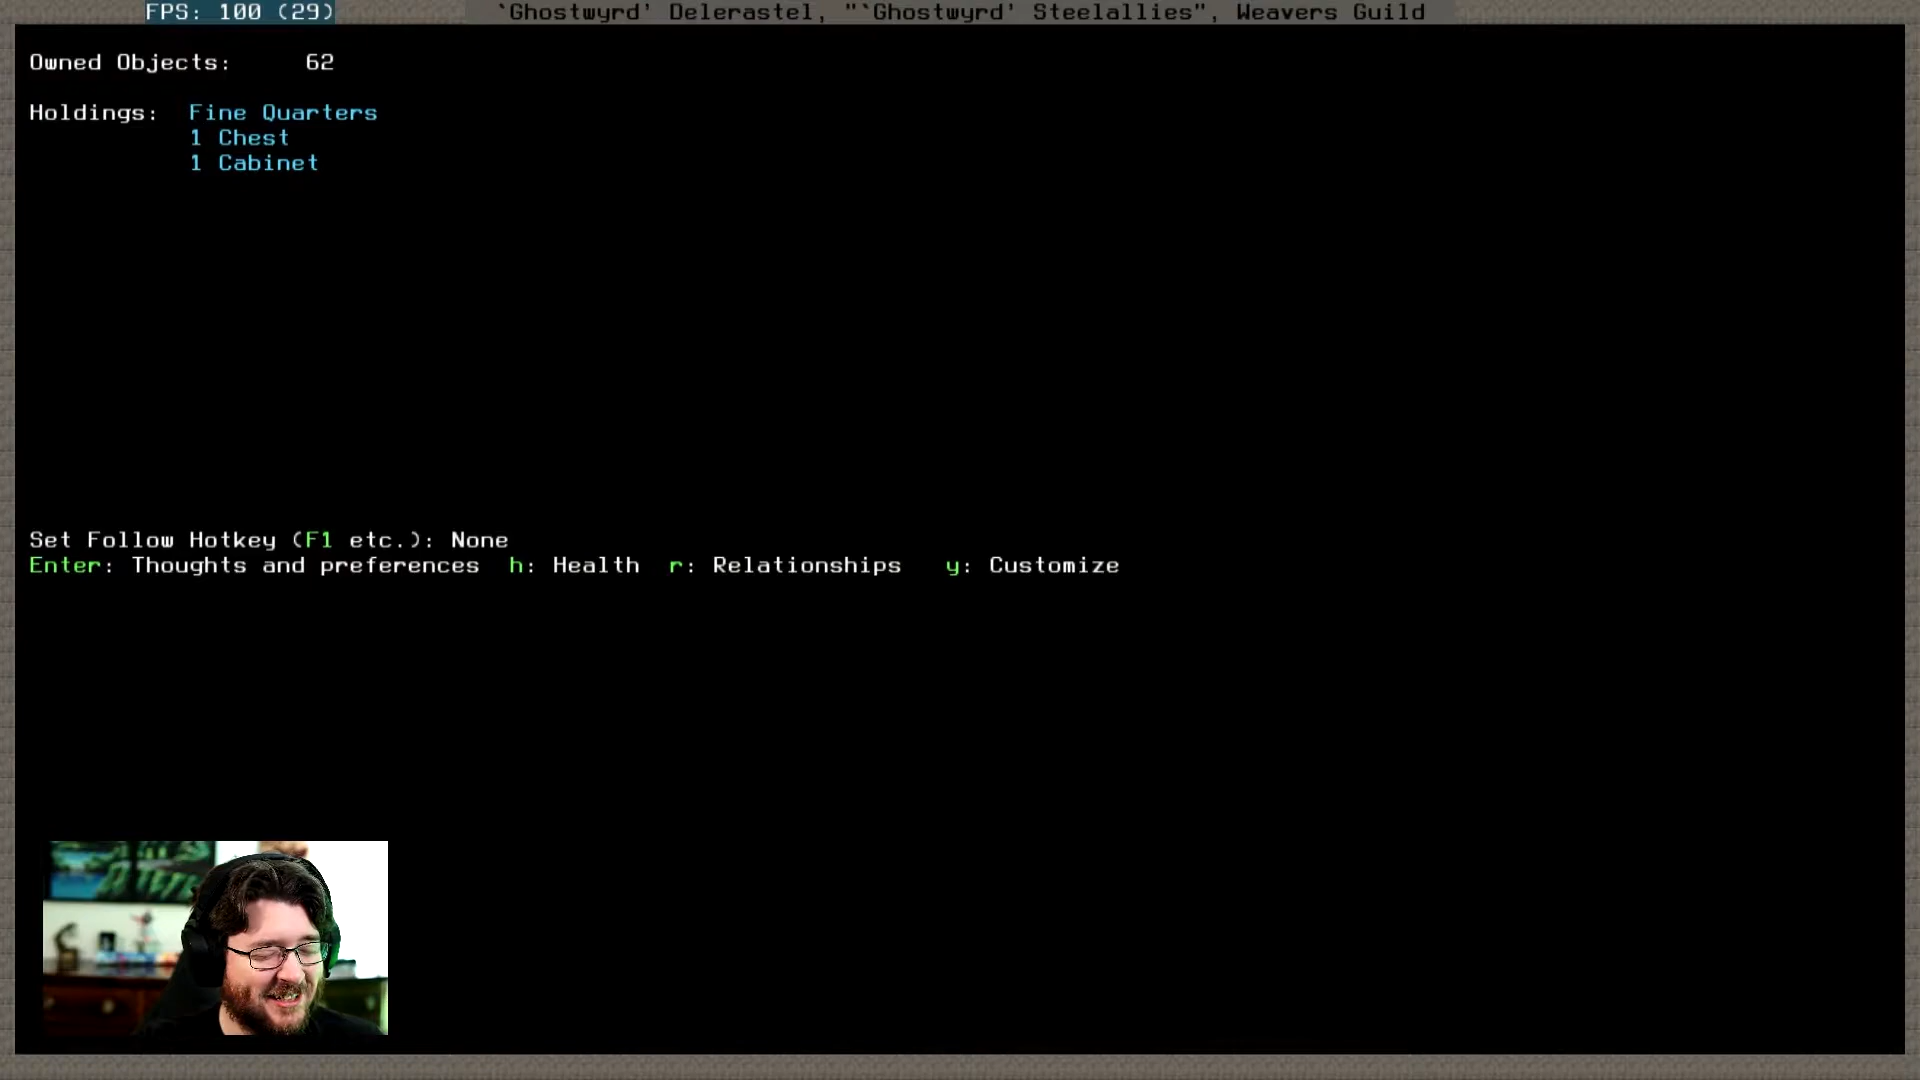 FPS: 100 (29)
`Ghostwyrd' Delerastel, "`Ghostwyrd' Steelallies", Weavers Guild
Owned Objects: 62
Holdings: Fine Quarters
1 Chest
1 Cabinet
Set Follow Hotkey (F1 etc.): None
Enter: Thoughts and preferences h: Health r: Relationships y: Customize